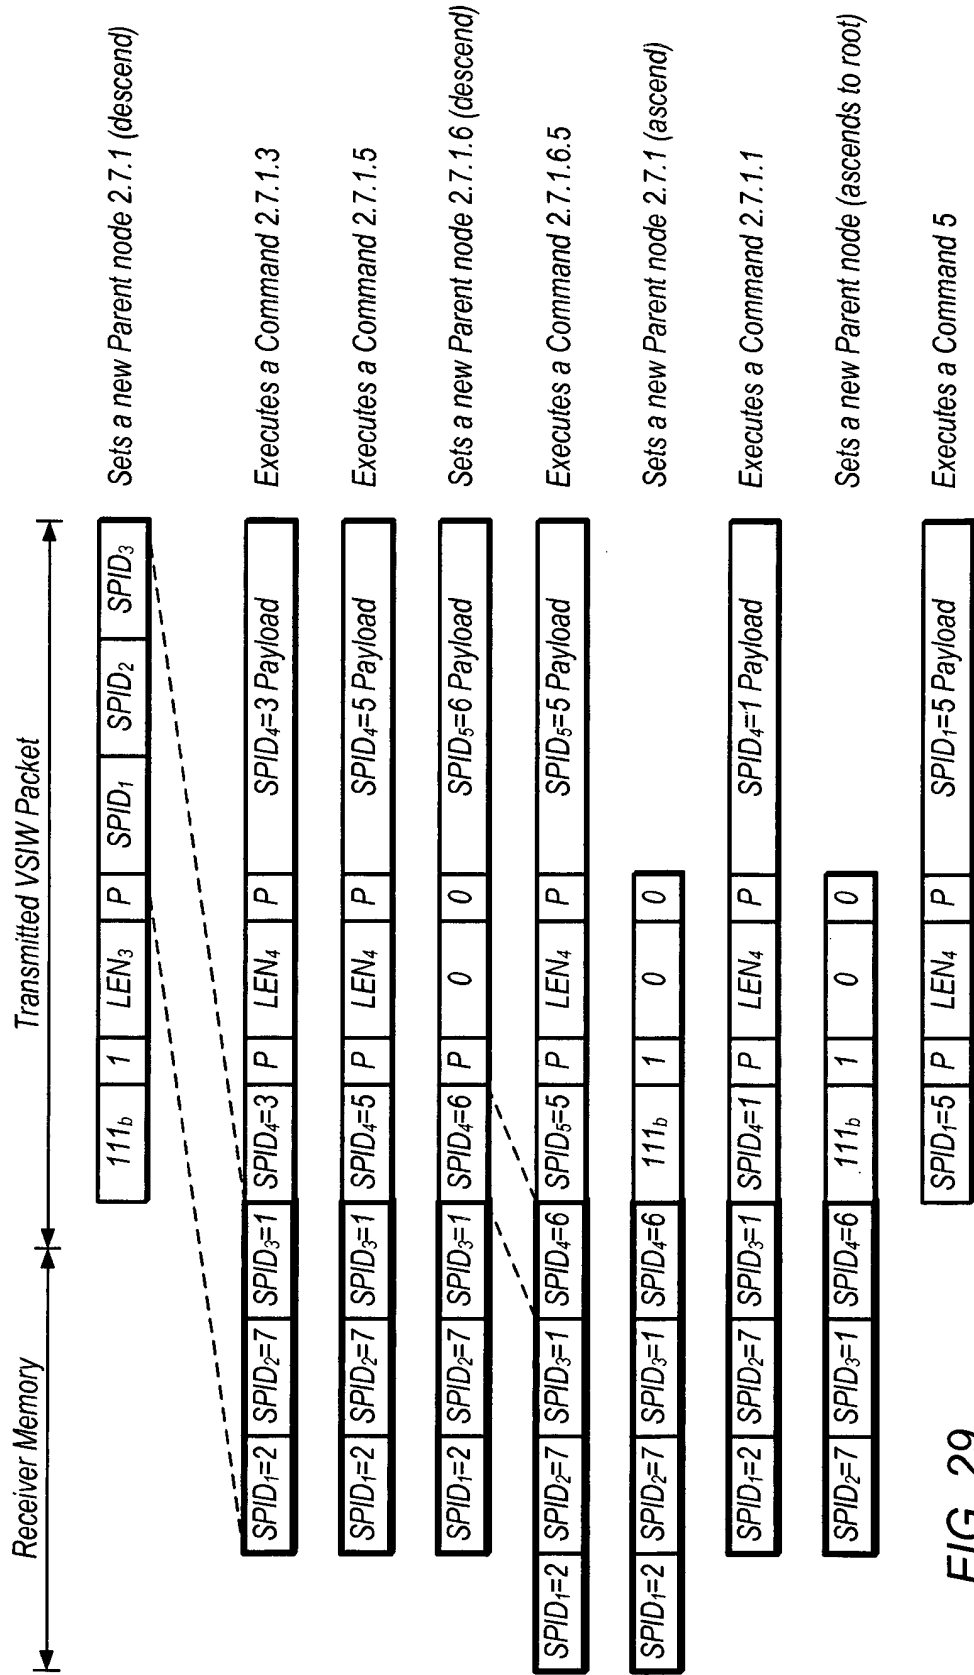 Receiver Memory Transmitted VSIW Packet
111b 1 LEN3 P SPID1 SPID2 SPID3 Sets a new Parent node 2.7.1 (descend)
SPID1=2 SPID2=7 SPID3=1 SPID4=3 P LEN4 P SPID4=3 Payload Executes a Command 2.7.1.3
SPID1=2 SPID2=7 SPID3=1 SPID4=5 P LEN4 P SPID4=5 Payload Executes a Command 2.7.1.5
SPID1=2 SPID2=7 SPID3=1 SPID4=6 P 0 0 SPID5=6 Payload Sets a new Parent node 2.7.1.6 (descend)
SPID1=2 SPID2=7 SPID3=1 SPID4=6 SPID5=5 P LEN4 P SPID5=5 Payload Executes a Command 2.7.1.6.5
SPID1=2 SPID2=7 SPID3=1 SPID4=6 111b 1 0 0 Sets a new Parent node 2.7.1 (ascend)
SPID1=2 SPID2=7 SPID3=1 SPID4=1 P LEN4 P SPID4=1 Payload Executes a Command 2.7.1.1
SPID2=7 SPID3=1 SPID4=6 111b 1 0 0 Sets a new Parent node (ascends to root)
SPID1=5 P LEN4 P SPID1=5 Payload Executes a Command 5
FIG. 29